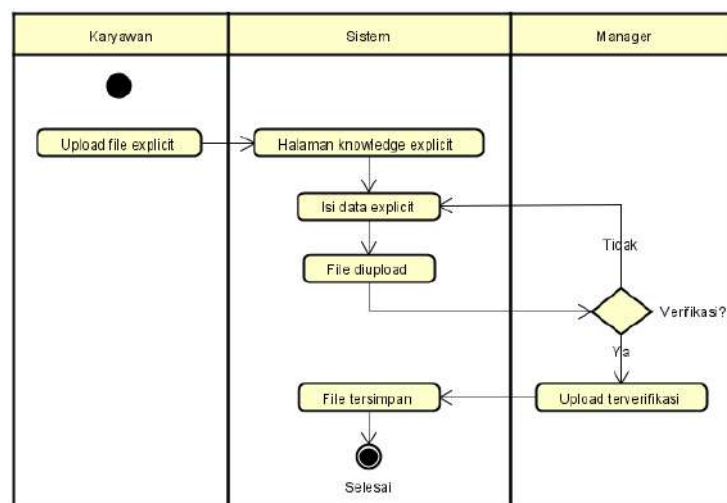 Karyawan
Sistem
Manager
Upload file explicit
Halaman knowledge explicit
Isi data explicit
Tidak
File diupload
Verifikasi?
Ya
File tersimpan
Upload terverifikasi
Selesai